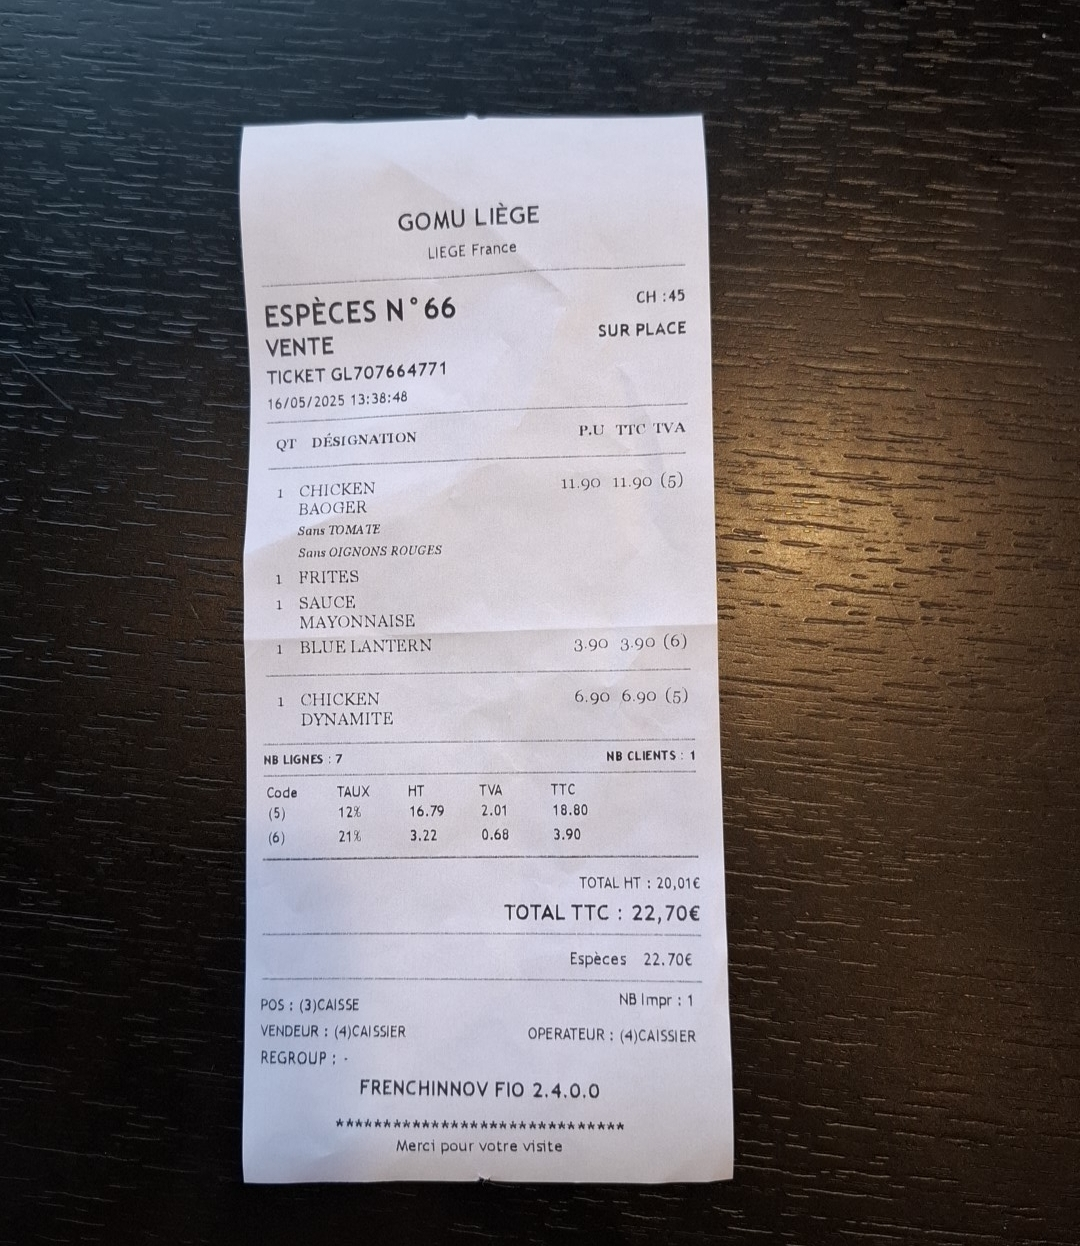 GOMU LIÈGE
LIEGE France
ESPÈCES N°66
CH :45
VENTE
SUR PLACE
TICKET GL707664771
16/05/2025 13:38:48
QT DÉSIGNATION P.U TTC TVA
1 CHICKEN 11.90 11.90 (5)
BAOGER
Sans TOMATE
Sans OIGNONS ROUGES
1 FRITES
1 SAUCE
MAYONNAISE
1 BLUE LANTERN 3.90 3.90 (6)
1 CHICKEN 6.90 6.90 (5)
DYNAMITE
NB LIGNES : 7 NB CLIENTS : 1
Code TAUX HT TVA TTC
(5) 12% 16.79 2.01 18.80
(6) 21% 3.22 0.68 3.90
TOTAL HT : 20,01€
TOTAL TTC : 22,70€
Espèces 22.70€
POS : (3)CAISSE NB Impr : 1
VENDEUR : (4)CAISSIER OPERATEUR : (4)CAISSIER
REGROUP : -
FRENCHINNOV FIO 2.4.0.0
******************************
Merci pour votre visite